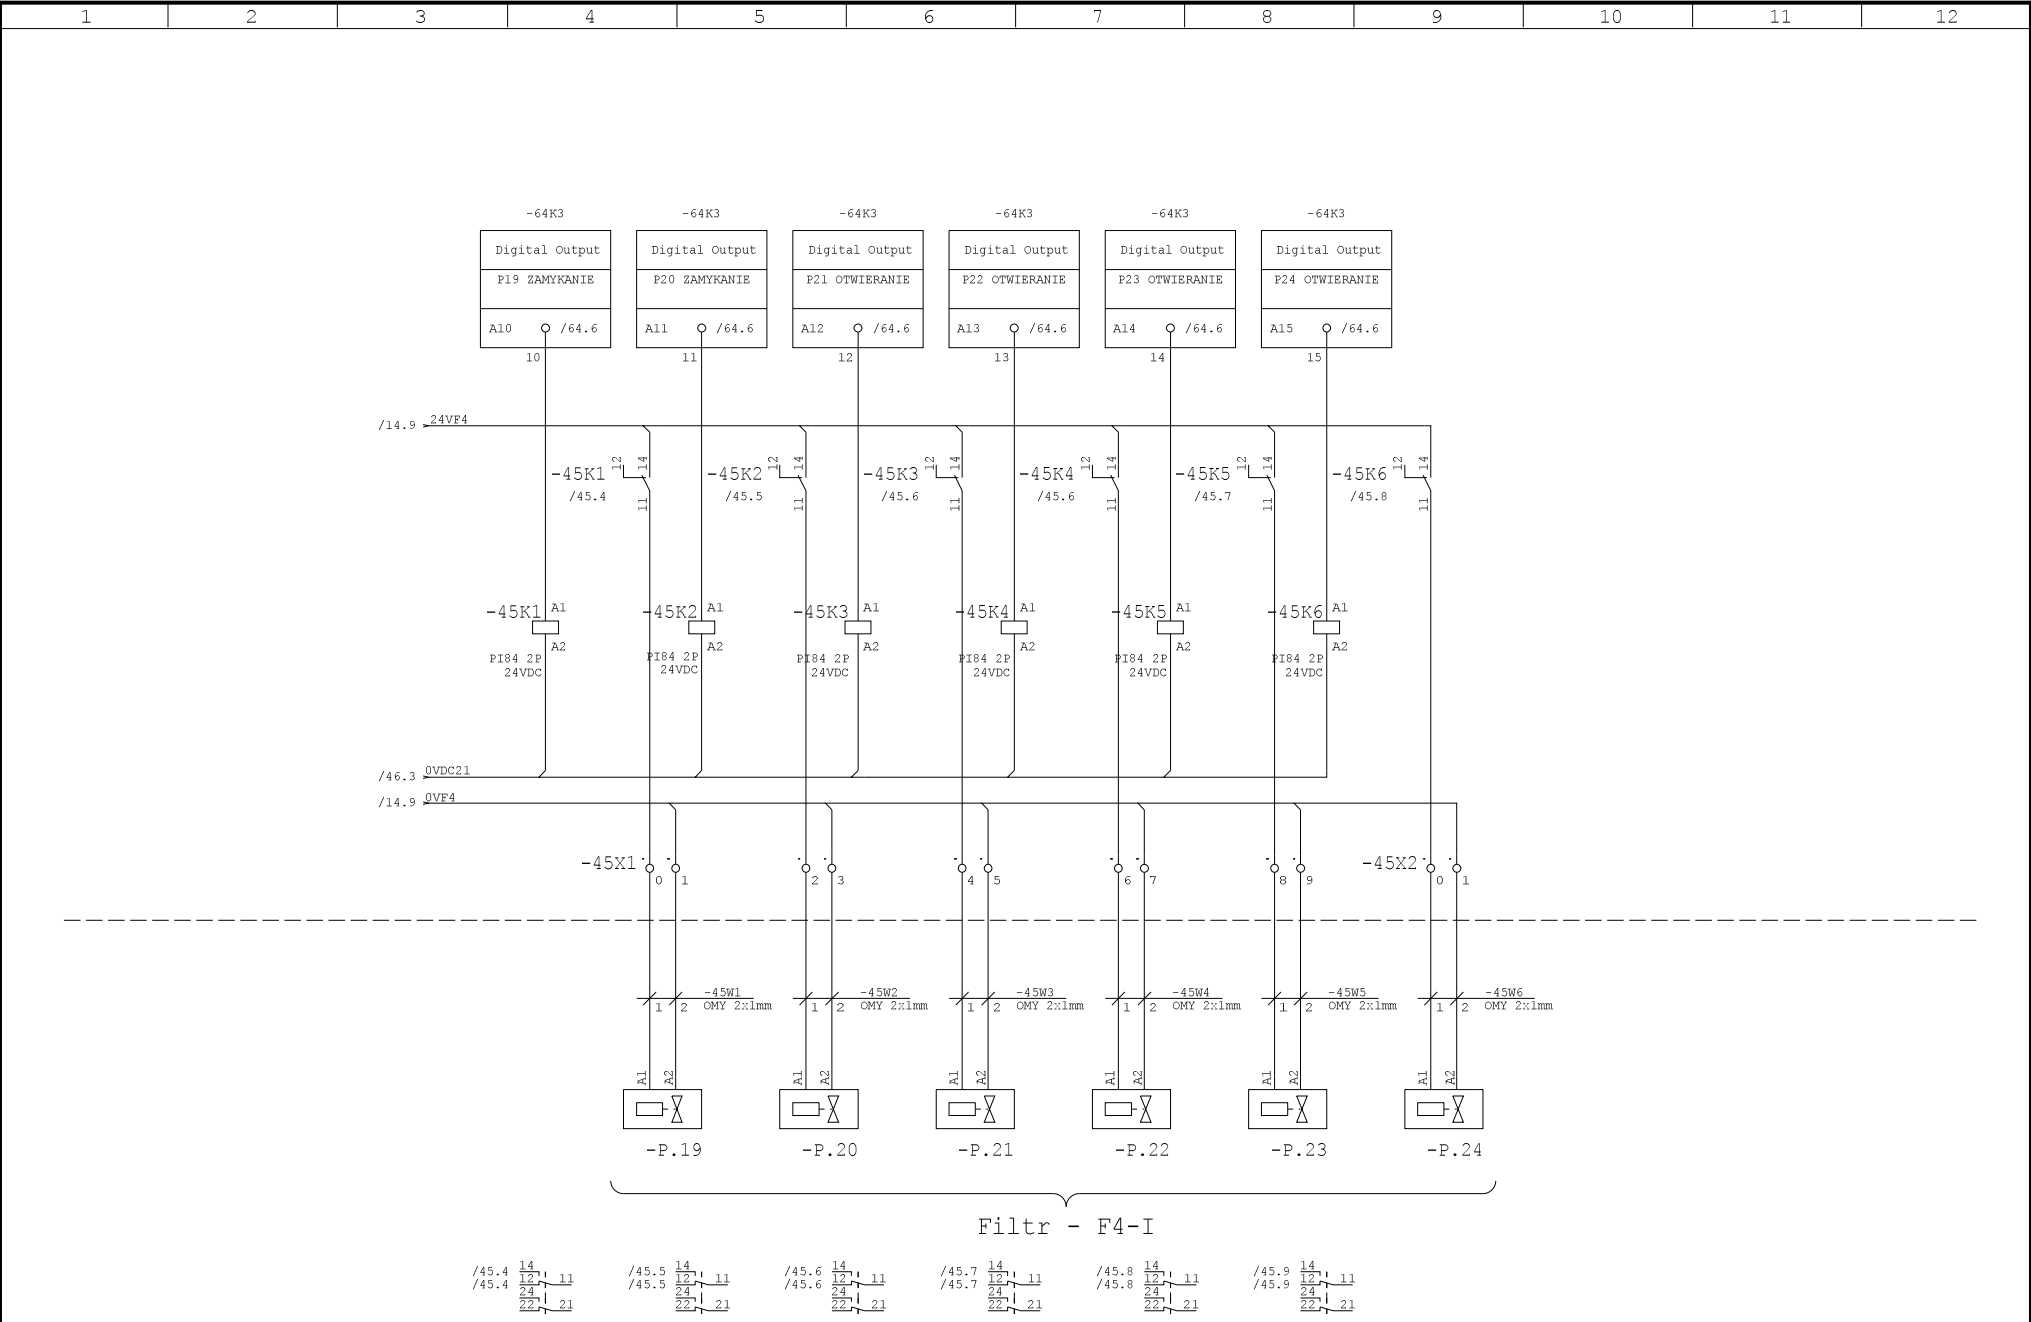 1 2 3 4 5 6 7 8 9 10 11 12
-64K3 -64K3 -64K3 -64K3 -64K3 -64K3
Digital Output Digital Output Digital Output Digital Output Digital Output Digital Output
P19 ZAMYKANIE P20 ZAMYKANIE P21 OTWIERANIE P22 OTWIERANIE P23 OTWIERANIE P24 OTWIERANIE
A10 /64.6 A11 /64.6 A12 /64.6 A13 /64.6 A14 /64.6 A15 /64.6
10 11 12 13 14 15
/14.9 24VF4
-45K1 12 14 -45K2 12 14 -45K3 12 14 -45K4 12 14 -45K5 12 14 -45K6 12 14
/45.4 11 /45.5 11 /45.6 11 /45.6 11 /45.7 11 /45.8 11
-45K1 A1 -45K2 A1 -45K3 A1 -45K4 A1 -45K5 A1 -45K6 A1
A2 A2 A2 A2 A2 A2
PI84 2P PI84 2P PI84 2P PI84 2P PI84 2P PI84 2P
24VDC 24VDC 24VDC 24VDC 24VDC 24VDC
/46.3 0VDC21
/14.9 0VF4
-45X1 -45X2
0 1 2 3 4 5 6 7 8 9 0 1
-45W1 -45W2 -45W3 -45W4 -45W5 -45W6
1 2 OMY 2x1mm 1 2 OMY 2x1mm 1 2 OMY 2x1mm 1 2 OMY 2x1mm 1 2 OMY 2x1mm 1 2 OMY 2x1mm
A1 A2 A1 A2 A1 A2 A1 A2 A1 A2 A1 A2
-P.19 -P.20 -P.21 -P.22 -P.23 -P.24
Filtr - F4-I
/45.4 14 /45.5 14 /45.6 14 /45.7 14 /45.8 14 /45.9 14
/45.4 12 11 /45.5 12 11 /45.6 12 11 /45.7 12 11 /45.8 12 11 /45.9 12 11
24 24 24 24 24 24
22 21 22 21 22 21 22 21 22 21 22 21